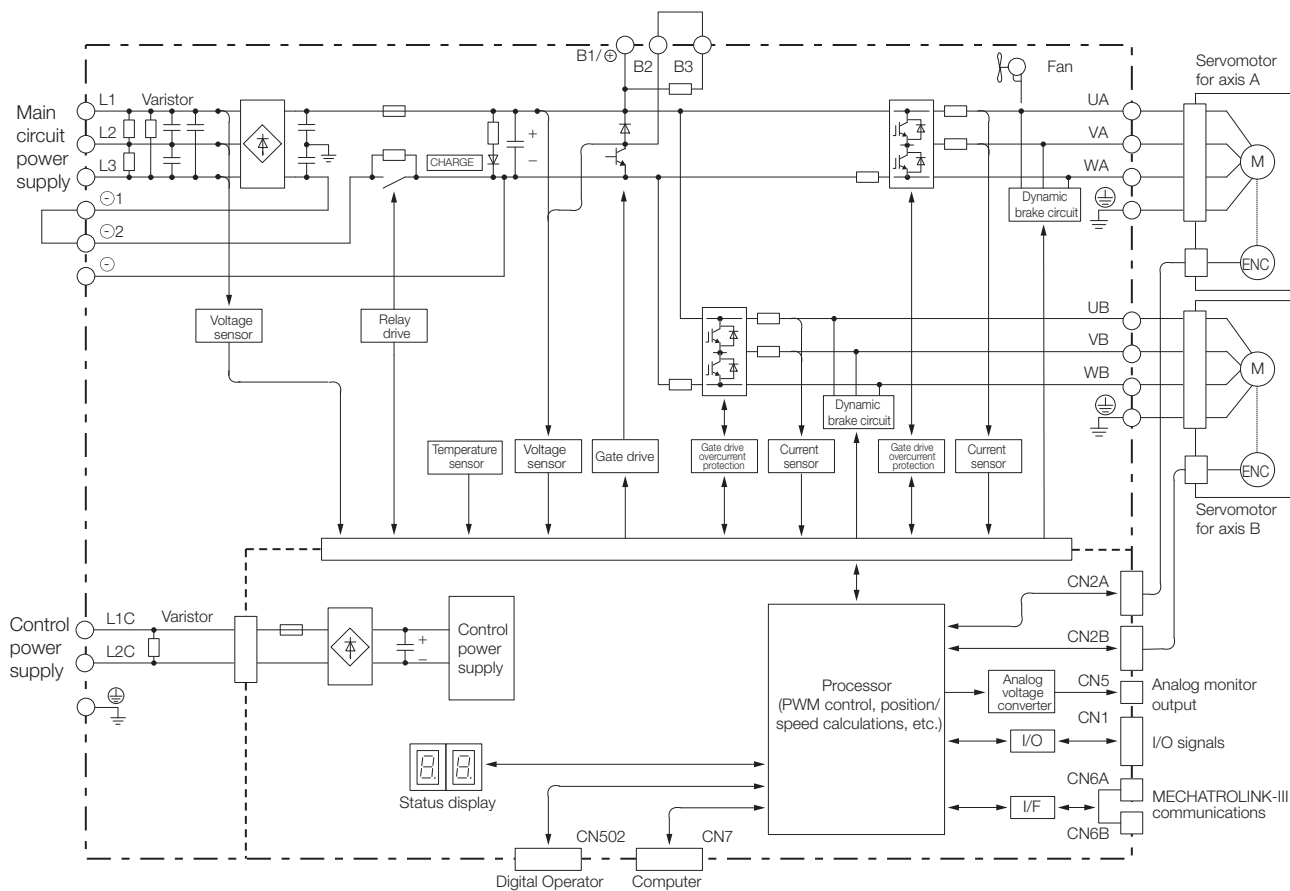 B1/⊕
B2
B3
Fan
Servomotor
for axis A
Main
circuit
power
supply
L1
Varistor
L2
L3
⊖1
⊖2
⊖
CHARGE
+
–
UA
VA
WA
M
Dynamic
brake circuit
ENC
Voltage
sensor
Relay
drive
UB
VB
WB
M
Dynamic
brake circuit
ENC
Servomotor
for axis B
Temperature
sensor
Voltage
sensor
Gate drive
Gate drive
overcurrent
protection
Current
sensor
Gate drive
overcurrent
protection
Current
sensor
Control
power
supply
L1C
Varistor
L2C
+
–
Control
power
supply
Processor
(PWM control, position/
speed calculations, etc.)
CN2A
CN2B
Analog
voltage
converter
CN5
Analog monitor
output
CN1
I/O
I/O signals
CN6A
I/F
MECHATROLINK-III
communications
CN6B
8.
8.
Status display
CN502
CN7
Digital Operator
Computer